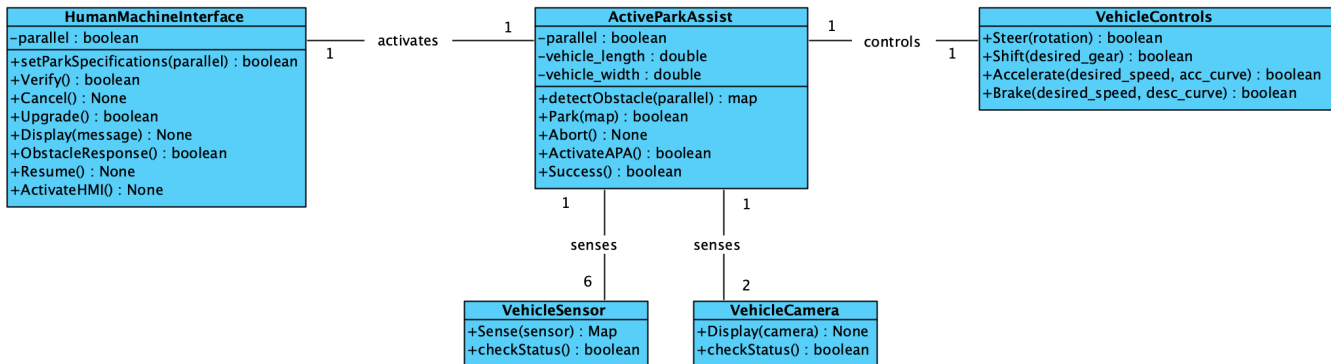 HumanMachineInterface
−parallel : boolean
+setParkSpecifications(parallel) : boolean
+Verify() : boolean
+Cancel() : None
+Upgrade() : boolean
+Display(message) : None
+ObstacleResponse() : boolean
+Resume() : None
+ActivateHMI() : None
1
activates
1
ActiveParkAssist
−parallel : boolean
−vehicle_length : double
−vehicle_width : double
+detectObstacle(parallel) : map
+Park(map) : boolean
+Abort() : None
+ActivateAPA() : boolean
+Success() : boolean
1
controls
1
VehicleControls
+Steer(rotation) : boolean
+Shift(desired_gear) : boolean
+Accelerate(desired_speed, acc_curve) : boolean
+Brake(desired_speed, desc_curve) : boolean
1
senses
6
VehicleSensor
+Sense(sensor) : Map
+checkStatus() : boolean
1
senses
2
VehicleCamera
+Display(camera) : None
+checkStatus() : boolean